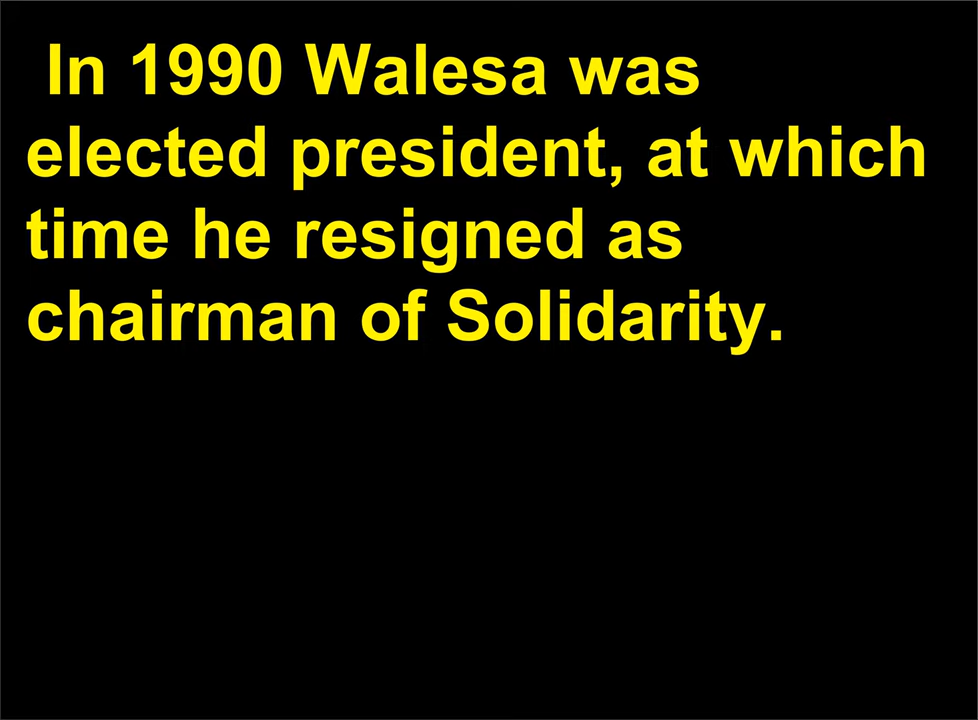 In 1990 Walesa was
elected president, at which
time he resigned as
chairman of Solidarity.